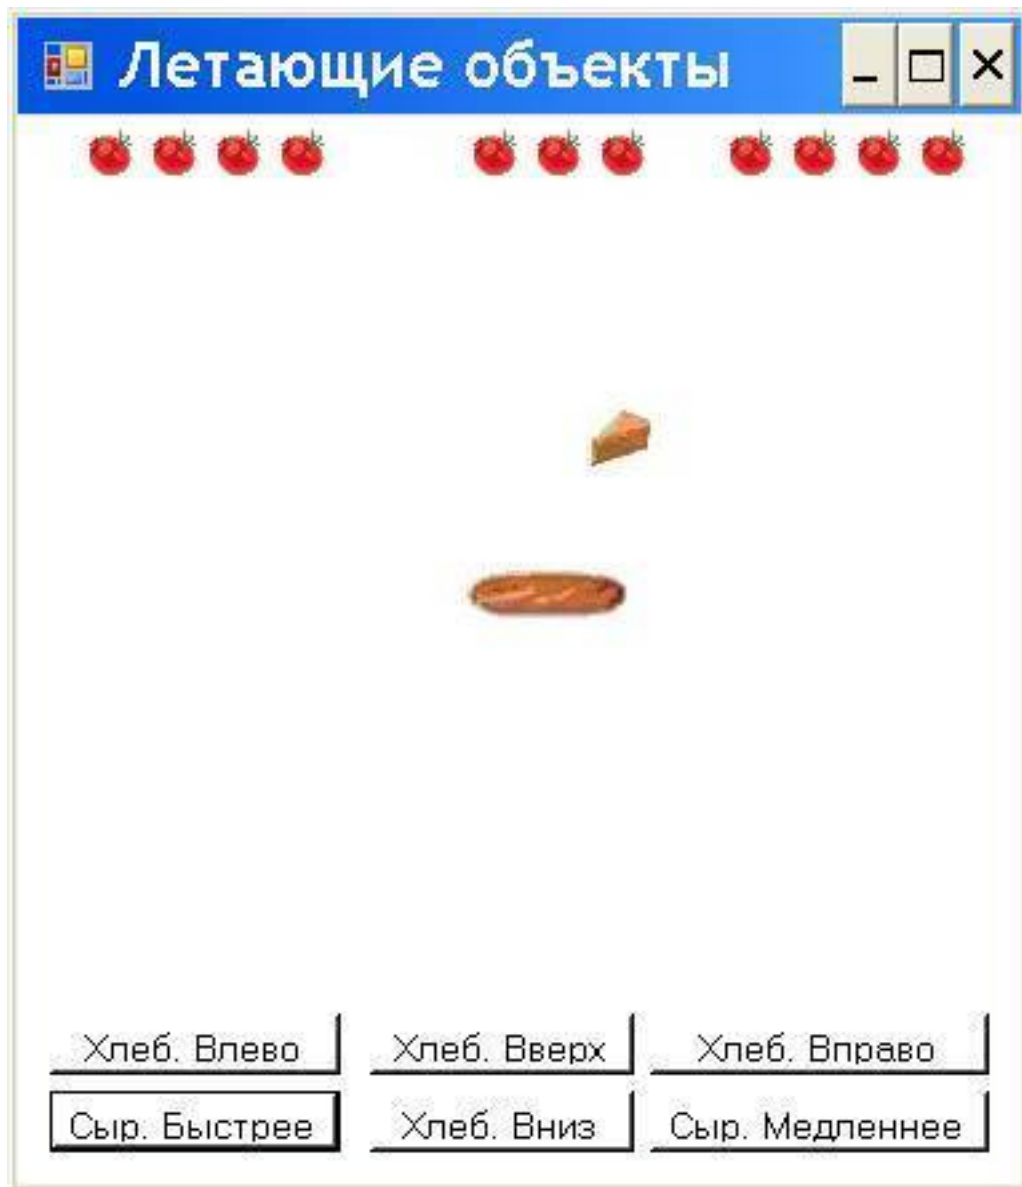 Летающие объекты
Хлеб. Влево
Хлеб. Вверх
Хлеб. Вправо
Сыр. Быстрее
Хлеб. Вниз
Сыр. Медленнее